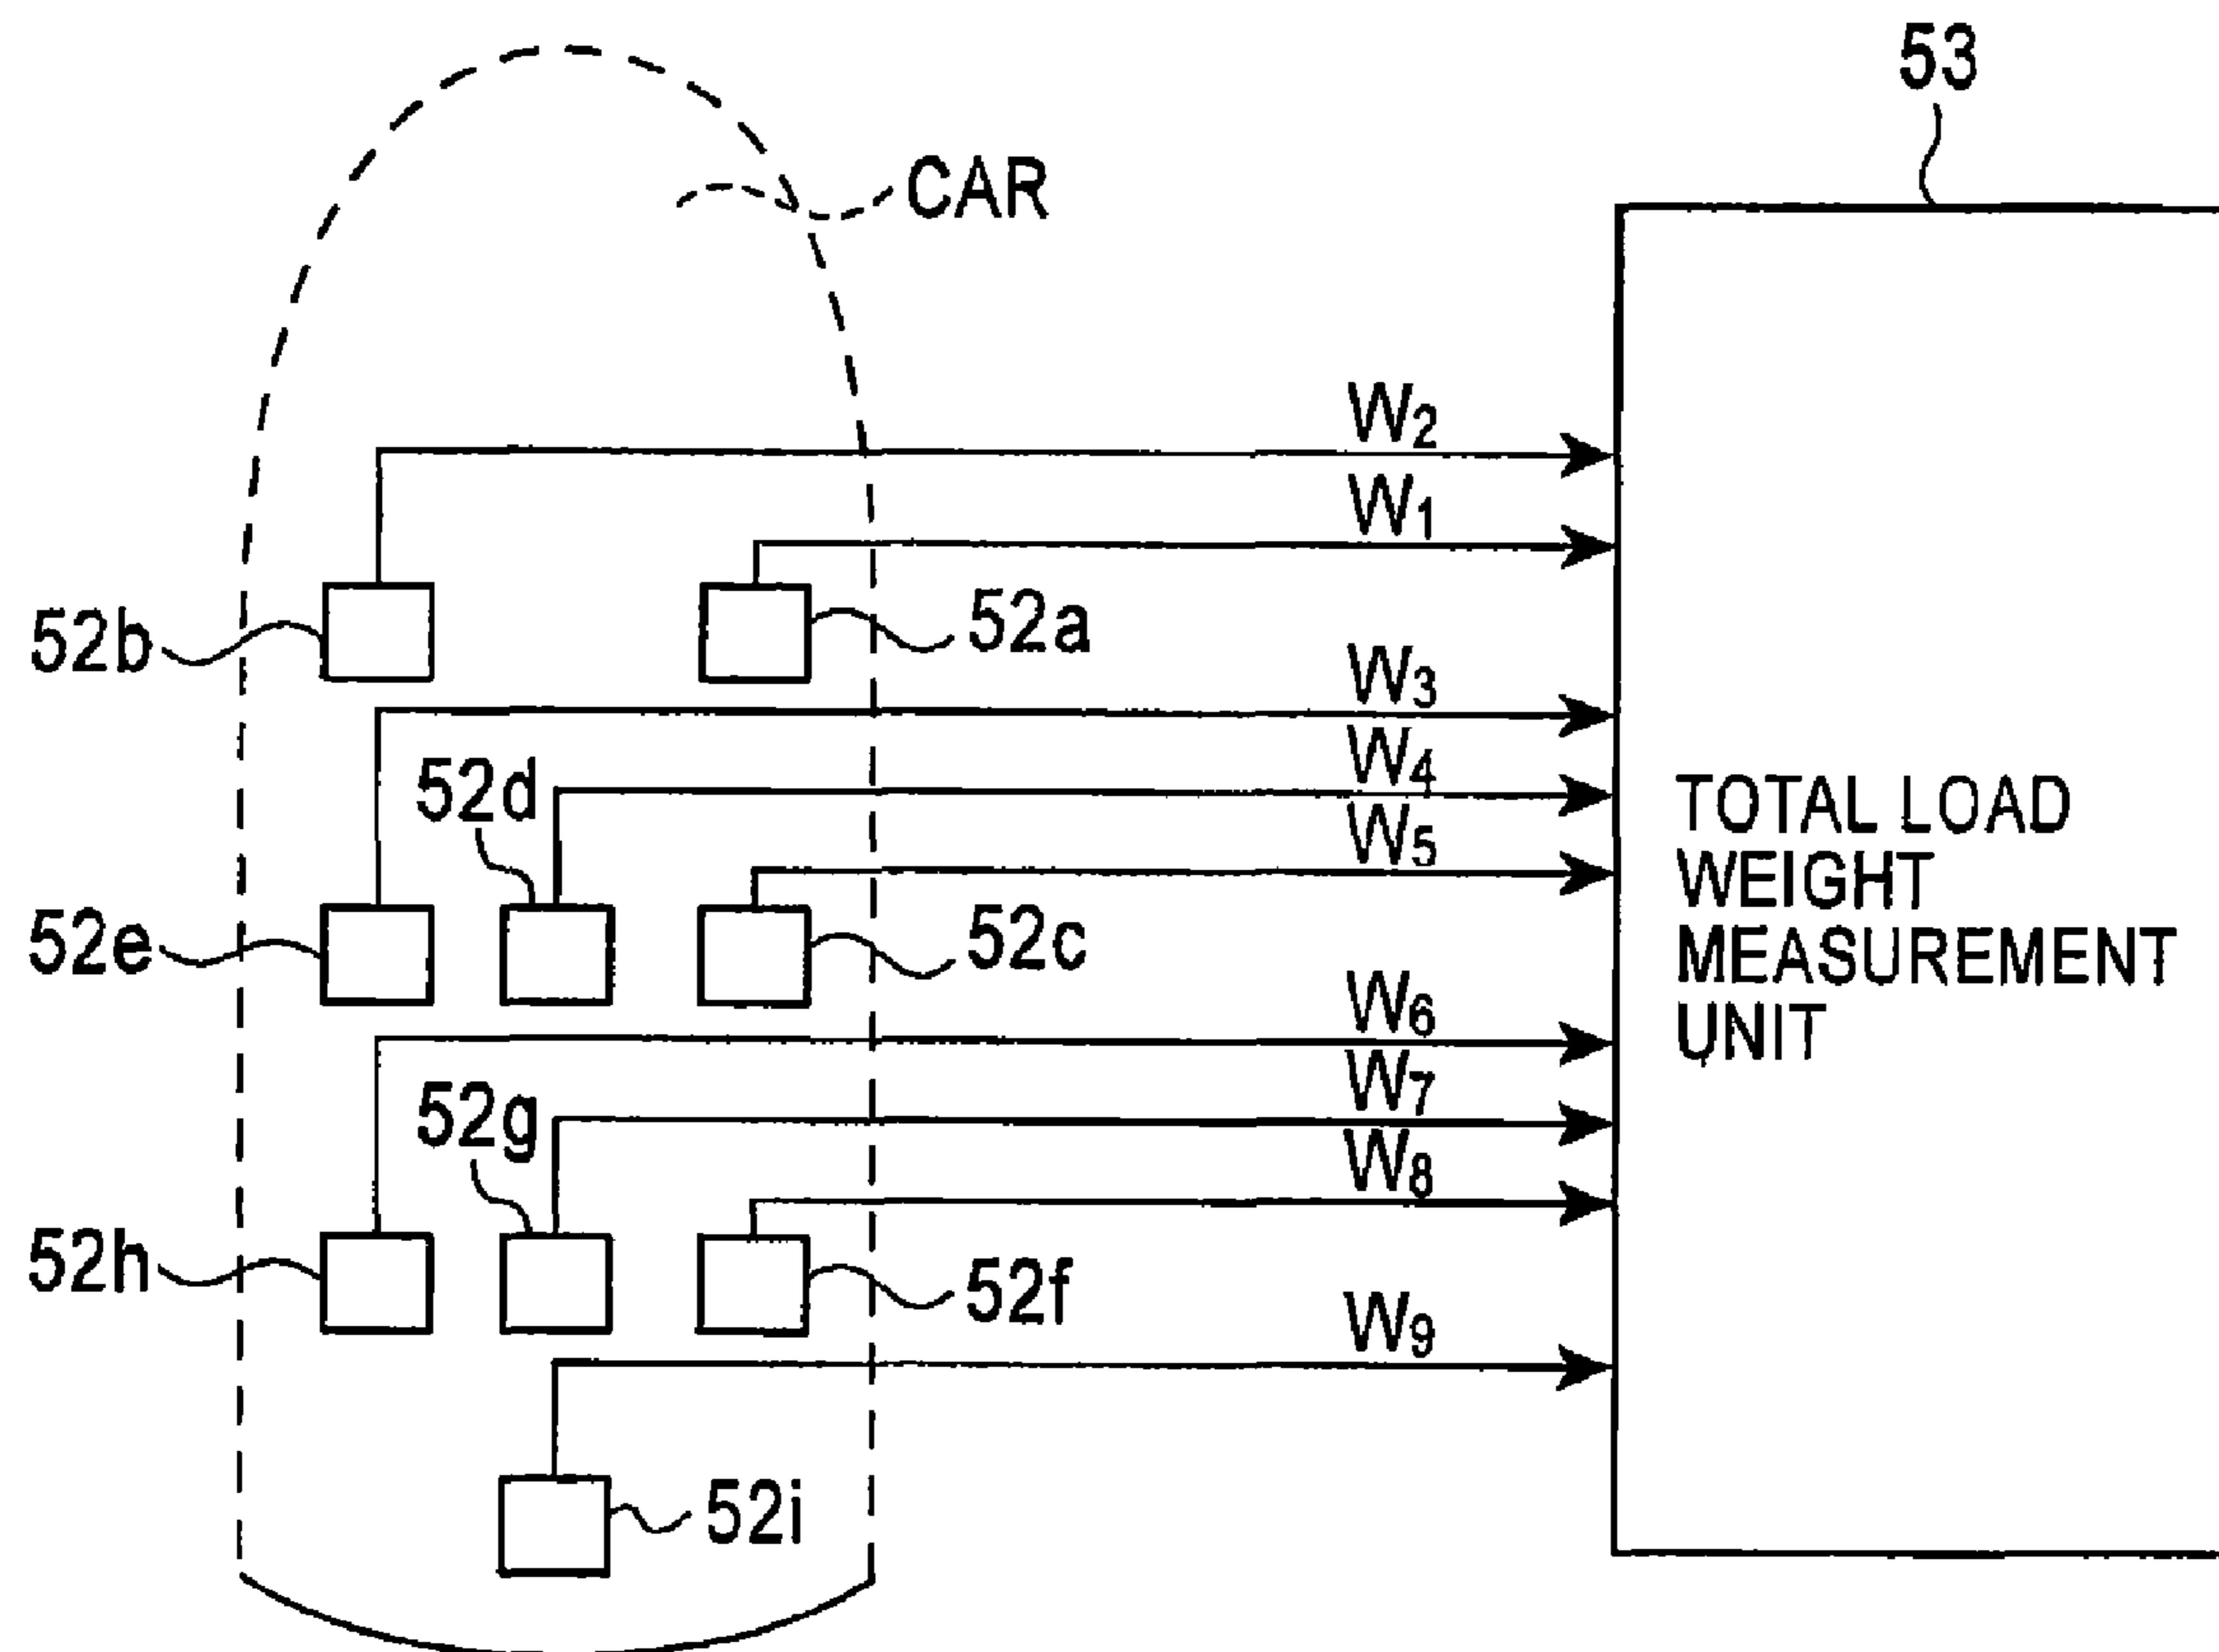 53
CAR
W2
W1
52b
52a
W3
W4
52d
W5
52e
52c
TOTAL LOAD
WEIGHT
MEASUREMENT
UNIT
W6
W7
52g
W8
52h
52f
W9
52i